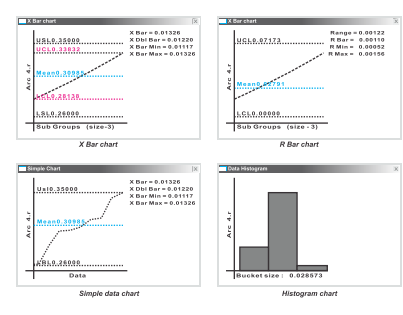 X Bar chart
X Bar = 0.01326
X Dbl Bar = 0.01220
X Bar Min = 0.01117
X Bar Max = 0.01326
USL0.35000
UCL0.33832
Mean0.30985
LCL0.28138
LSL0.26000
Arc 4.r
Sub Groups (size-3)
X Bar chart
R Bar chart
Range = 0.00122
R Bar = 0.00110
R Min = 0.00052
R Max = 0.00156
UCL0.07173
Mean0.02791
LCL0.00000
Arc 4.r
Sub Groups (size-3)
R Bar chart
Simple Chart
X Bar = 0.01326
X Dbl Bar = 0.01220
X Bar Min = 0.01117
X Bar Max = 0.01326
Usl0.35000
Mean0.30985
LBL0.26000
Arc 4.r
Data
Simple data chart
Data Histogram
Arc 4.r
Bucket size : 0.028573
Histogram chart